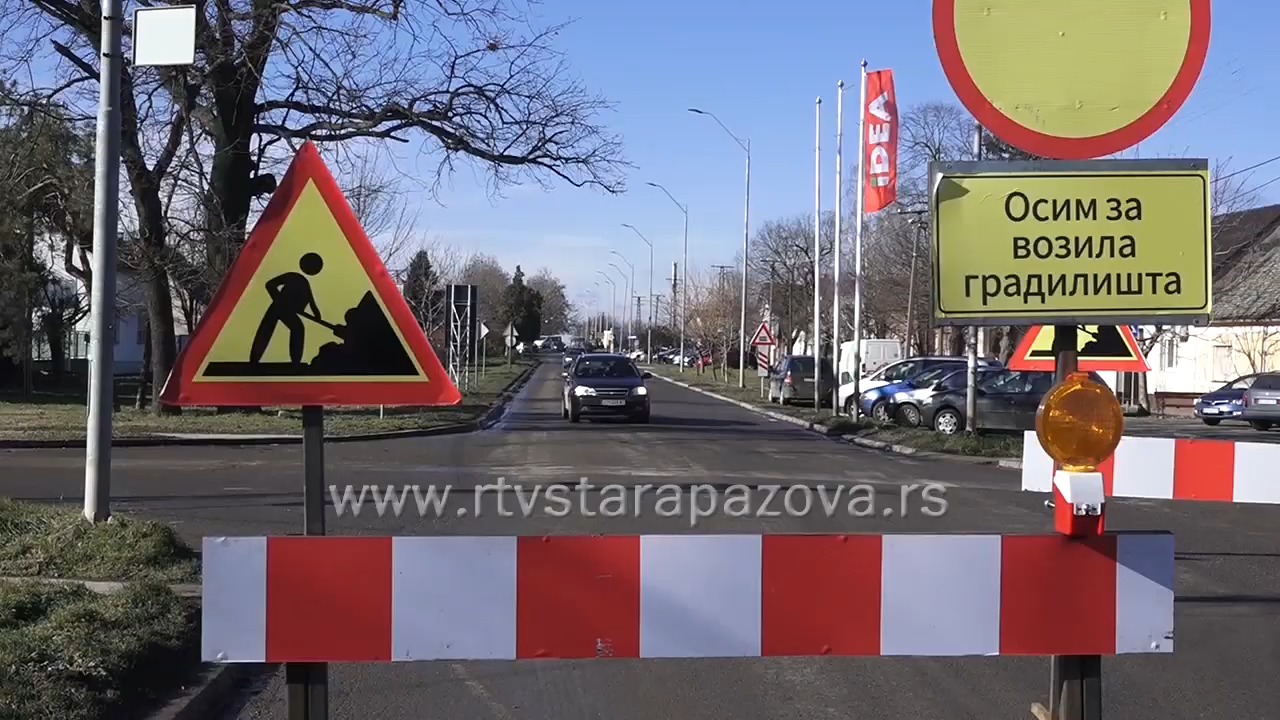 IDEA
Осим за
возила
градилишта
www.rtvstarapazova.rs